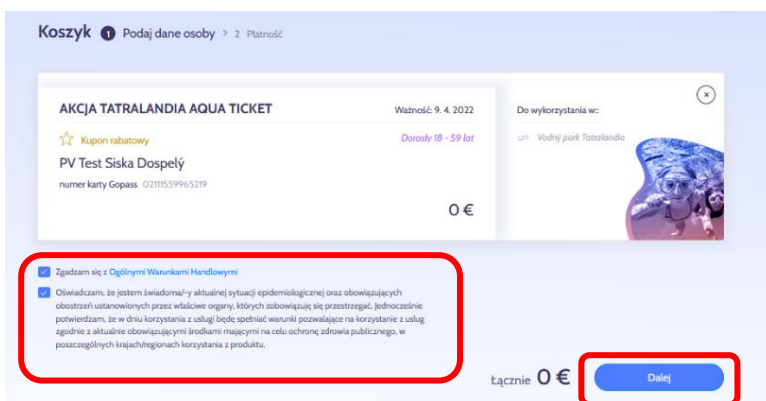 Koszyk 1 Podaj dane osoby > 2 Płatność
AKCJA TATRALANDIA AQUA TICKET
Ważność: 9. 4. 2022
Do wykorzystania w:
Kupon rabatowy
Dorosły 18 - 59 lat
Vodný park Tatralandia
PV Test Siska Dospelý
numer karty Gopass 02111559965219
0 €
Zgadzam się z Ogólnymi Warunkami Handlowymi
Oświadczam, że jestem świadoma/-y aktualnej sytuacji epidemiologicznej oraz obowiązujących
obostrzeń ustanowionych przez właściwe organy, których zobowiązuję się przestrzegać. Jednocześnie
potwierdzam, że w dniu korzystania z usługi będę spełniać warunki pozwalające na korzystanie z usług
zgodnie z aktualnie obowiązującymi środkami mającymi na celu ochronę zdrowia publicznego, w
poszczególnych krajach/regionach korzystania z produktu.
Łącznie 0 €
Dalej